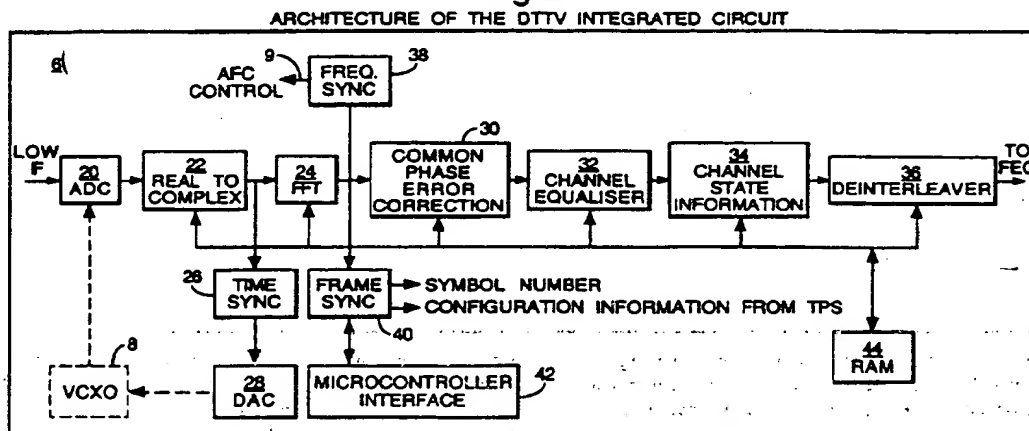 ARCHITECTURE OF THE DTTV INTEGRATED CIRCUIT
6
9
38
AFC
CONTROL
FREQ.
SYNC
30
LOW
IF
20
ADC
22
REAL TO
COMPLEX
24
FFT
COMMON
PHASE
ERROR
CORRECTION
32
CHANNEL
EQUALISER
34
CHANNEL
STATE
INFORMATION
36
DEINTERLEAVER
TO
FEC
26
TIME
SYNC
FRAME
SYNC
SYMBOL NUMBER
CONFIGURATION INFORMATION FROM TPS
40
8
VCXO
28
DAC
MICROCONTROLLER
INTERFACE
42
44
RAM